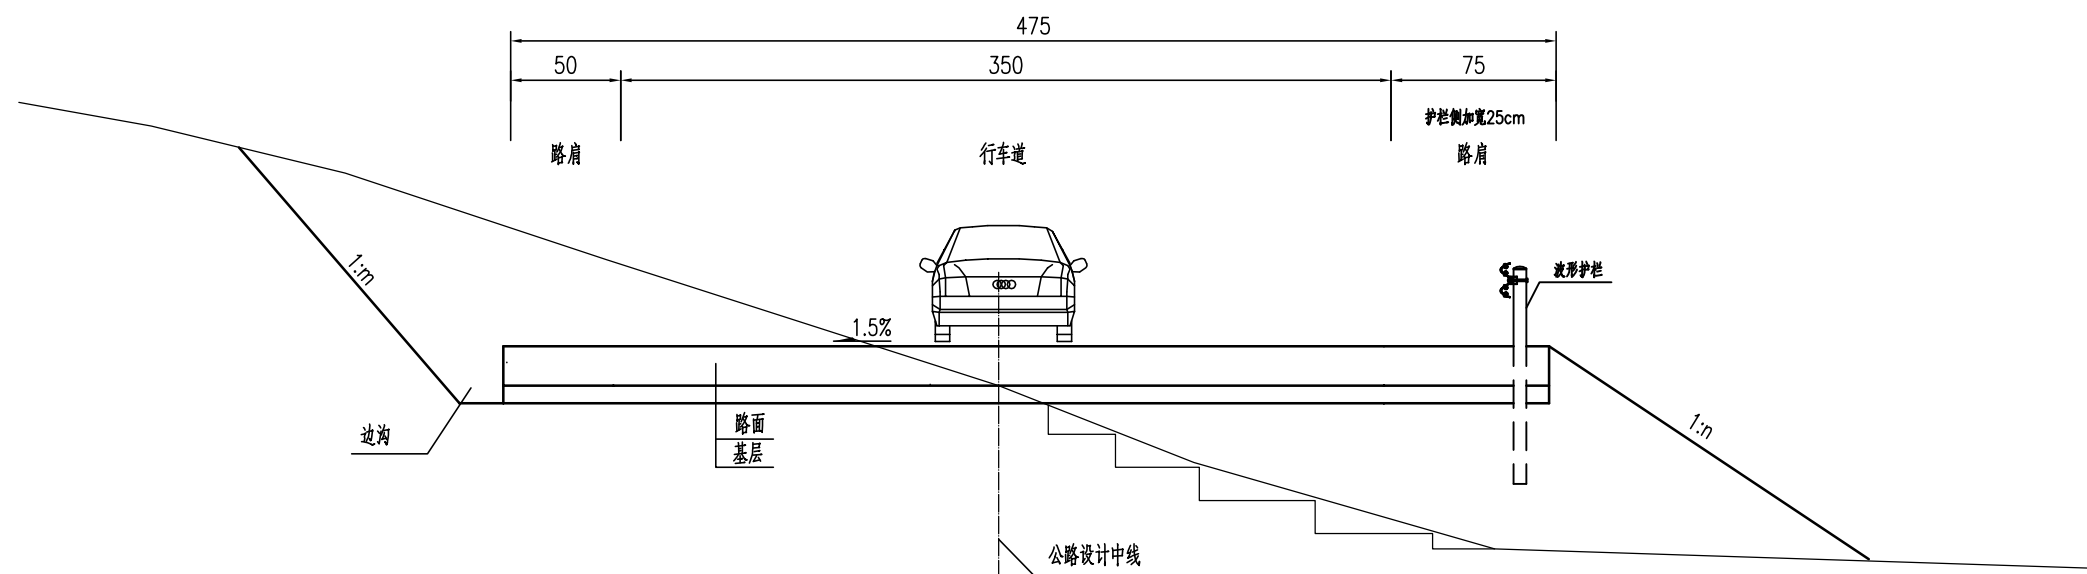 475
50
350
75
护栏侧加宽25cm
路肩
行车道
路肩
1:m
波形护栏
1.5%
边沟
路面
基层
1:n
公路设计中线